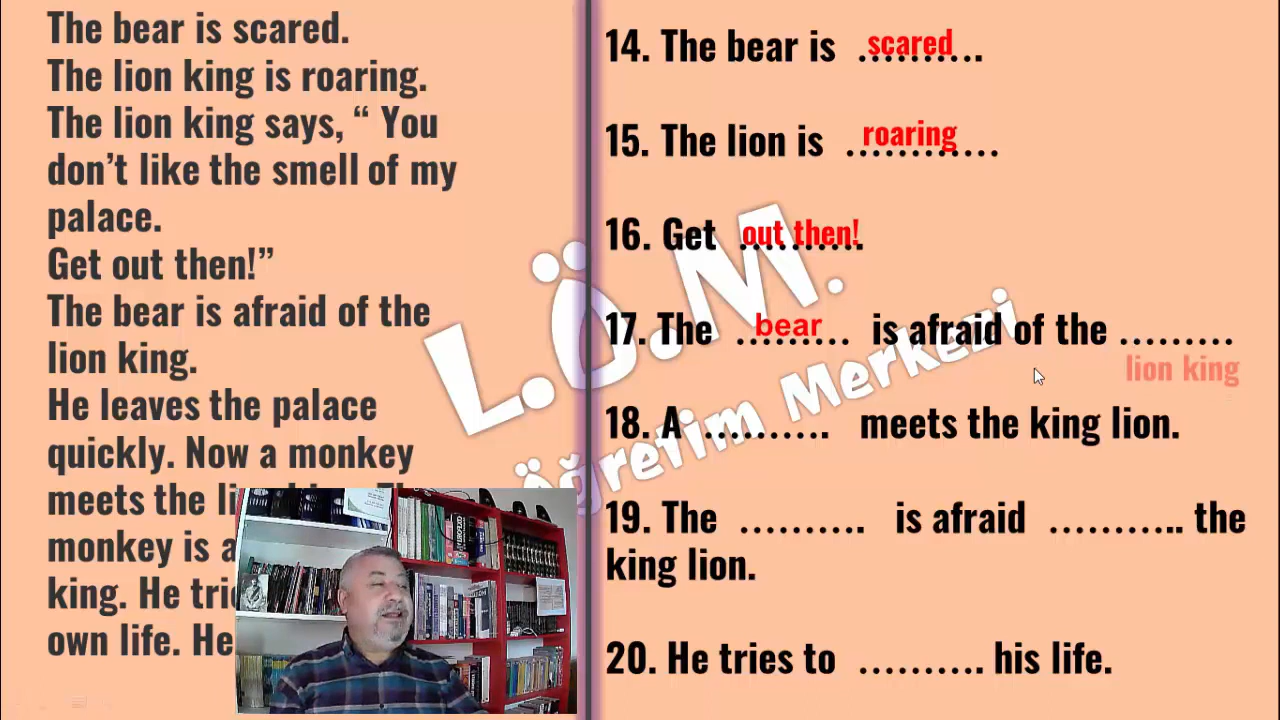 The bear is scared.
The lion king is roaring.
The lion king says, “ You
don’t like the smell of my
palace.
Get out then!”
The bear is afraid of the
lion king.
He leaves the palace
quickly. Now a monkey
meets the
monkey is
king. He
own life. He
14. The bear is scared
15. The lion is roaring
16. Get out then!
17. The bear is afraid of the .........
lion king
18. A .......... meets the king lion.
19. The .......... is afraid ........... the
king lion.
20. He tries to .......... his life.
L.Ö.M.
Öğretim Merkezi